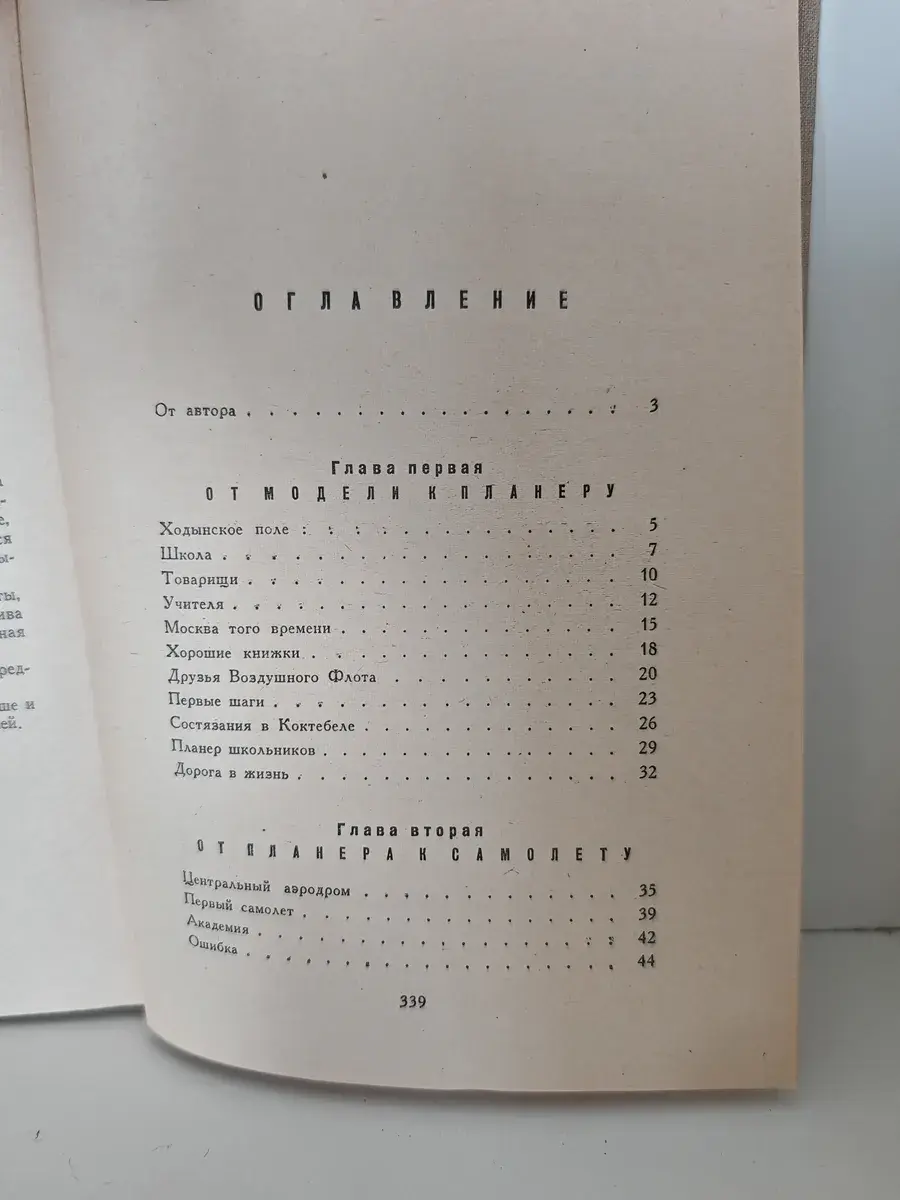 ОГЛАВЛЕНИЕ
От автора . . . . . . . . . . . . . . . . . 3
Глава первая
ОТ МОДЕЛИ К ПЛАНЕРУ
Ходынское поле . . . . . . . . . . . . . . 5
Школа . . . . . . . . . . . . . . . . . 7
Товарищи . . . . . . . . . . . . . . . . 10
Учителя . . . . . . . . . . . . . . . . . 12
Москва того времени . . . . . . . . . . . . 15
Хорошие книжки . . . . . . . . . . . . . . 18
Друзья Воздушного Флота . . . . . . . . . . 20
Первые шаги . . . . . . . . . . . . . . . 23
Состязания в Коктебеле . . . . . . . . . . . 26
Планер школьников . . . . . . . . . . . . . 29
Дорога в жизнь . . . . . . . . . . . . . . 32
Глава вторая
ОТ ПЛАНЕРА К САМОЛЕТУ
Центральный аэродром . . . . . . . . . . . . 35
Первый самолет . . . . . . . . . . . . . . 39
Академия . . . . . . . . . . . . . . . . 42
Ошибка . . . . . . . . . . . . . . . . . 44
339